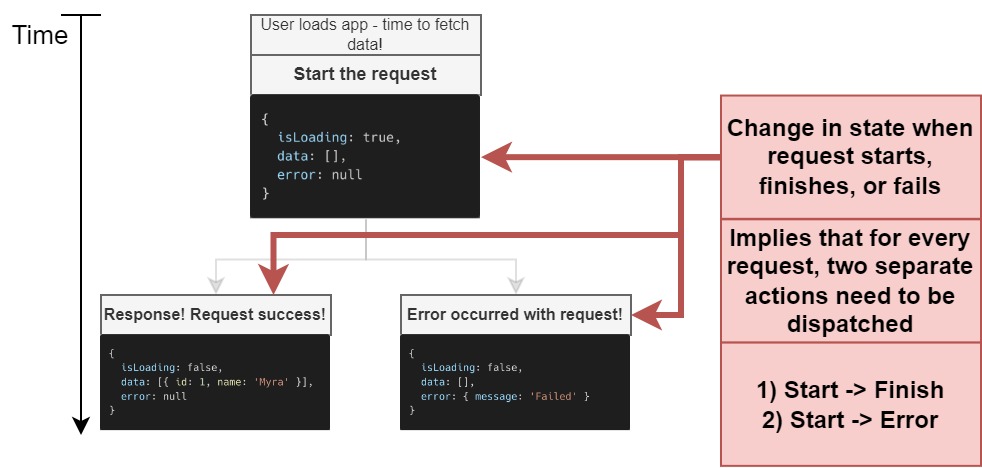 Time
User loads app - time to fetch
data!
Start the request
{
isLoading: true,
data: [],
error: null
}
Change in state when
request starts,
finishes, or fails
Implies that for every
request, two separate
actions need to be
dispatched
1) Start -> Finish
2) Start -> Error
Response! Request success!
{
isLoading: false,
data: [{ id: 1, name: 'Myra' }],
error: null
}
Error occurred with request!
{
isLoading: false,
data: [],
error: { message: 'Failed' }
}